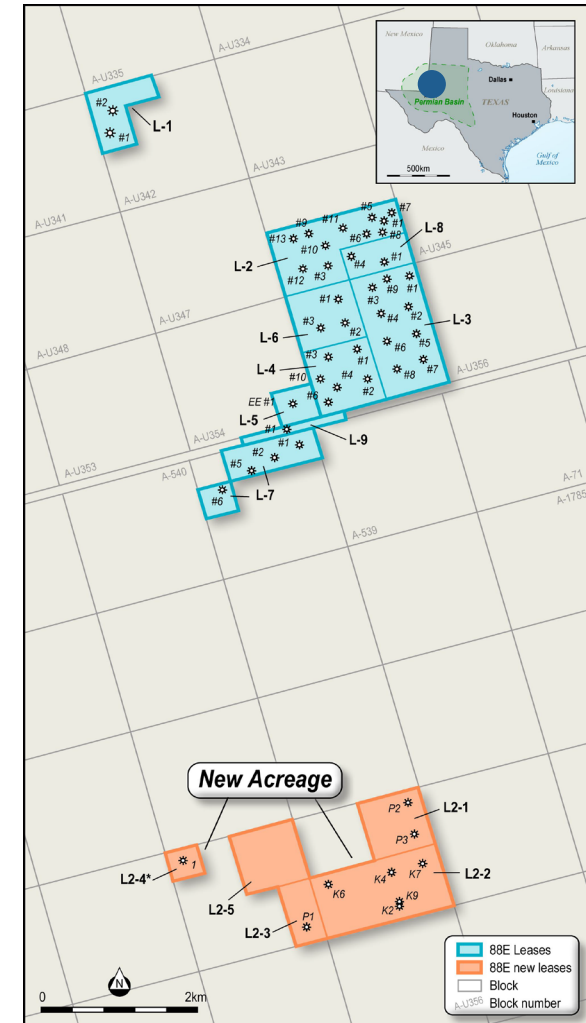 New Mexico
Oklahoma
Arkansas
Dallas
Louisiana
Permian Basin
TEXAS
Houston
Mexico
Gulf of
Mexico
500km
A-U334
A-U335
#2
#1
L-1
A-U343
A-U342
A-U341
#5
#7
#11
#9
#1
#13
#6
#8
#10
L-8
L-2
#4
#1
A-U345
#12
#3
#9
#1
#1
#3
#2
A-U347
#4
L-3
#3
#2
L-6
#5
A-U348
#6
#1
#3
L-4
#7
#8
A-U356
#10
#4
#2
EE #1
#6
L-5
#1
L-9
A-U354
#1
#2
A-U353
#5
A-540
L-7
#6
A-71
A-1785
A-539
New Acreage
P2
L2-1
P3
1
L2-4*
K7
K4
L2-2
K6
L2-5
K9
K2
P1
L2-3
88E Leases
88E new leases
Block
A-U356
Block number
N
0
2km